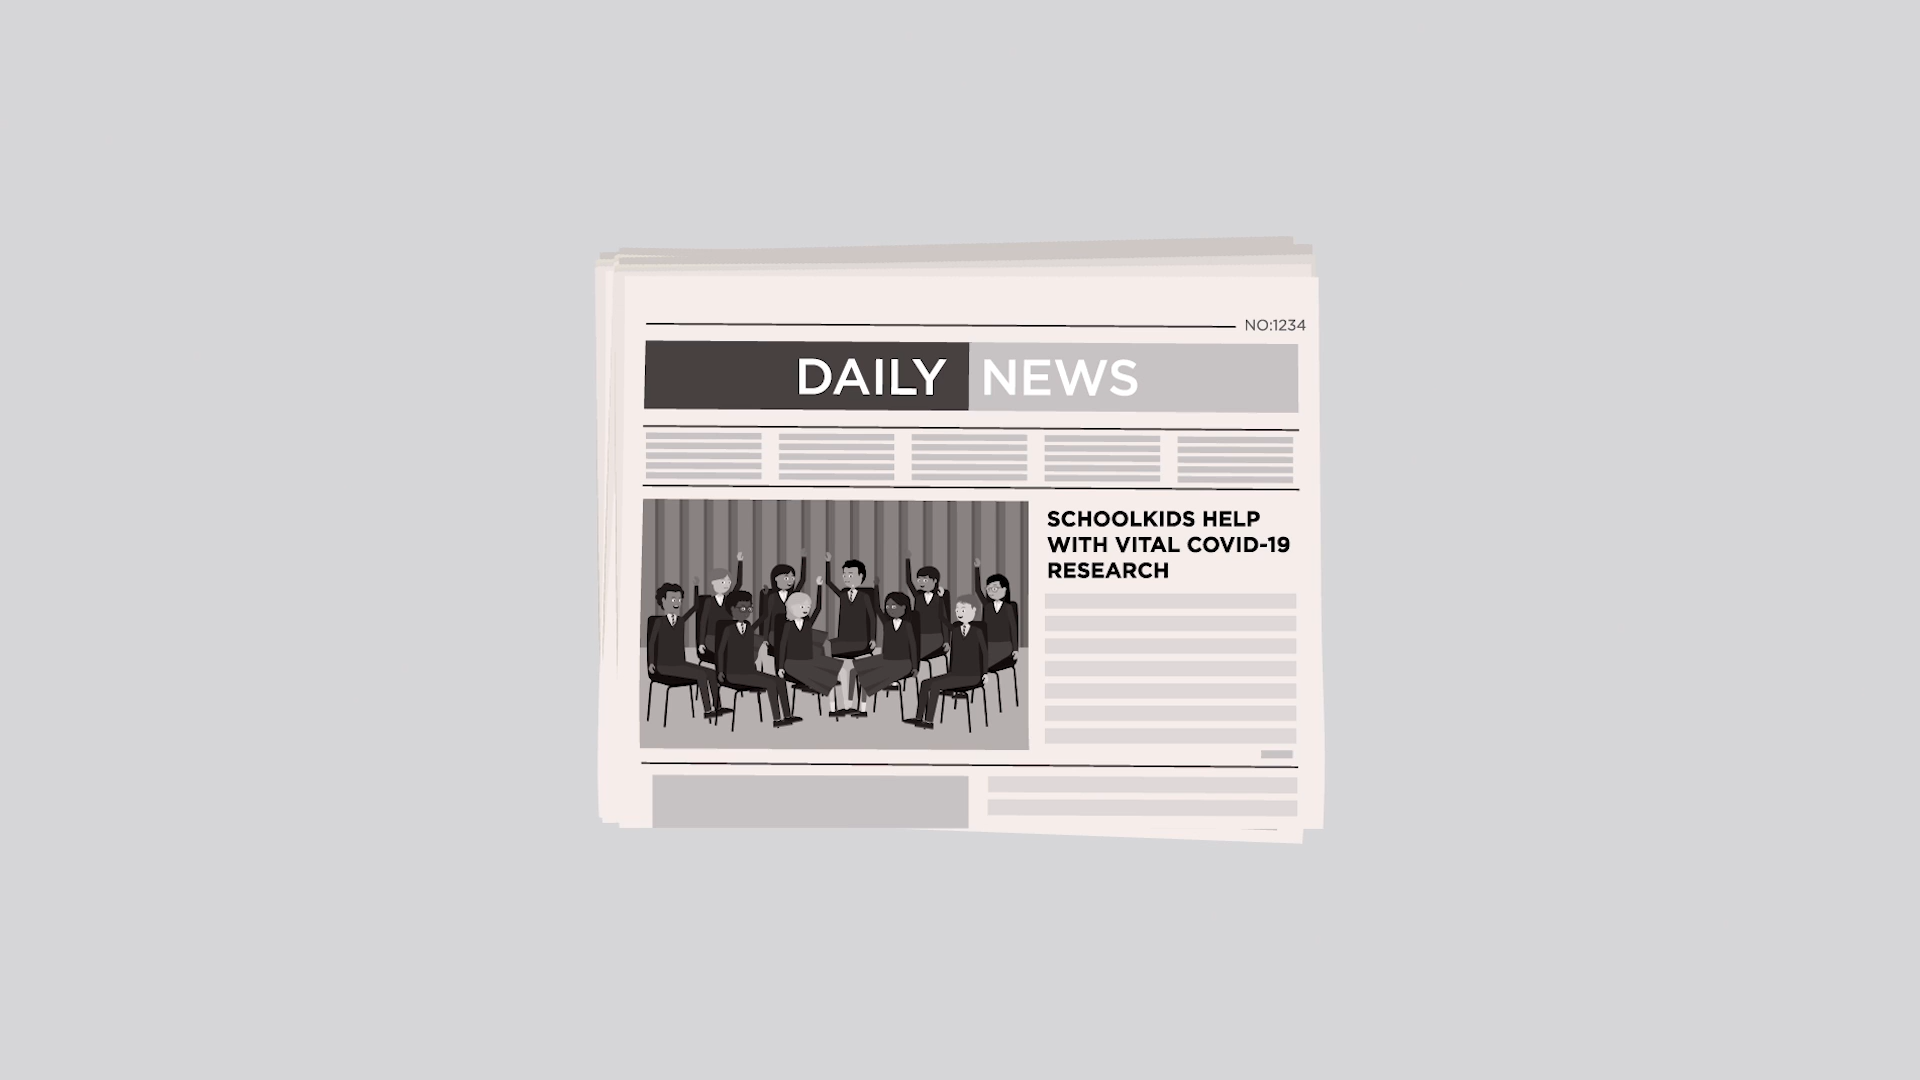 NO:1234
DAILY NEWS
SCHOOLKIDS HELP
WITH VITAL COVID-19
RESEARCH